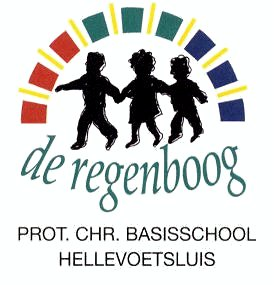 de regenboog
PROT. CHR. BASISSCHOOL
HELLEVOETSLUIS